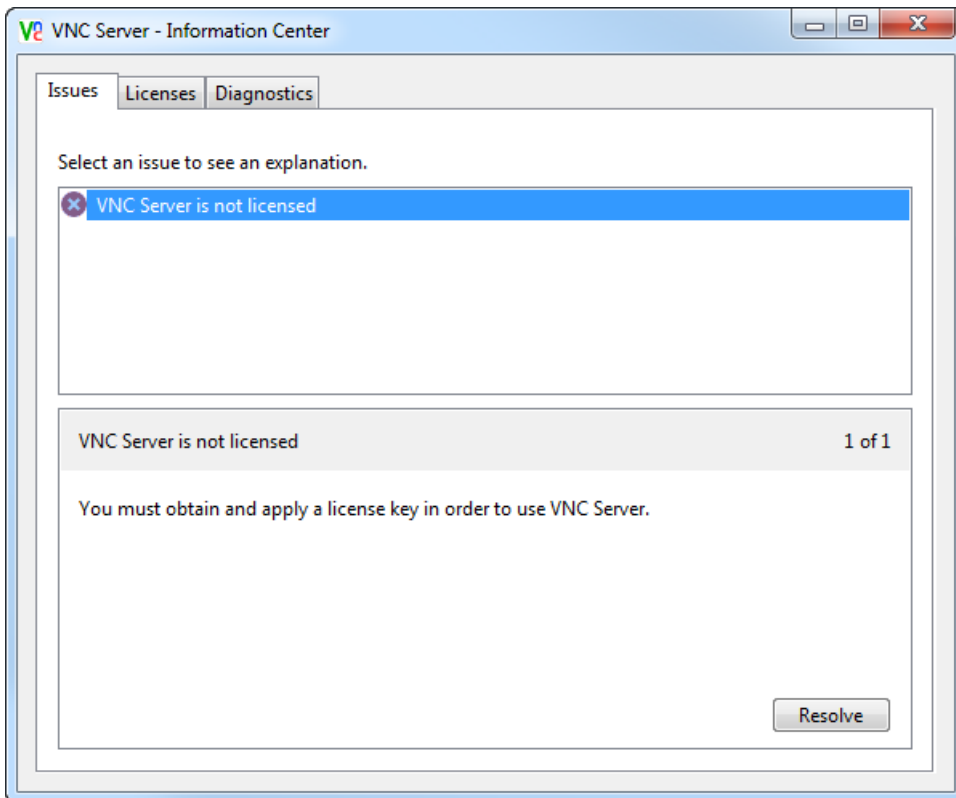 VNC Server - Information Center
Issues Licenses Diagnostics
Select an issue to see an explanation.
VNC Server is not licensed
VNC Server is not licensed 1 of 1
You must obtain and apply a license key in order to use VNC Server.
Resolve